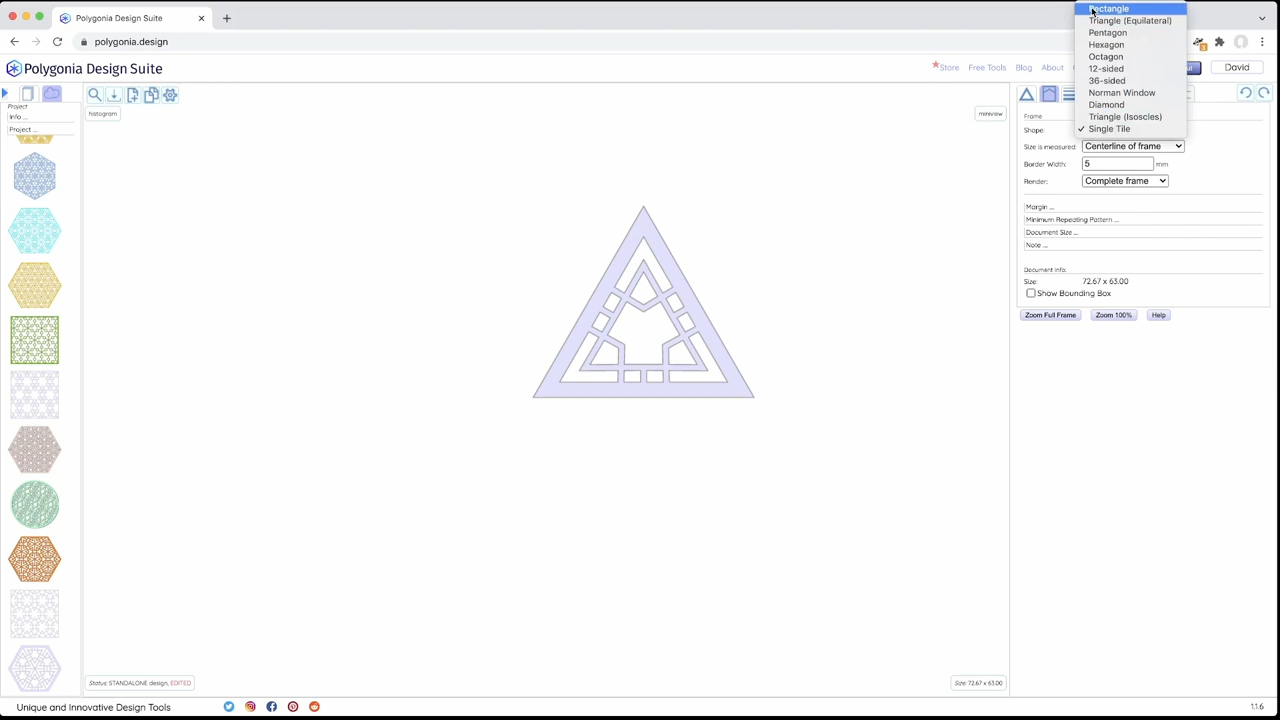 Polygonia Design Suite
polygonia.design
3
Polygonia Design Suite
Store
Free Tools
Blog
About
David
Rectangle
Triangle (Equilateral)
Pentagon
Hexagon
Octagon
12-sided
36-sided
Norman Window
Diamond
Triangle (Isoscles)
✓ Single Tile
Project
Info ...
Project ...
histogram
miniview
Frame
Shape:
Size is measured: Centerline of frame
Border Width: 5 mm
Render: Complete frame
Margin ...
Minimum Repeating Pattern ...
Document Size ...
Note ...
Document Info:
Size: 72.67 x 63.00
Show Bounding Box
Zoom Full Frame
Zoom 100%
Help
Status: STANDALONE design, EDITED
Size: 72.67 x 63.00
Unique and Innovative Design Tools
1.1.6